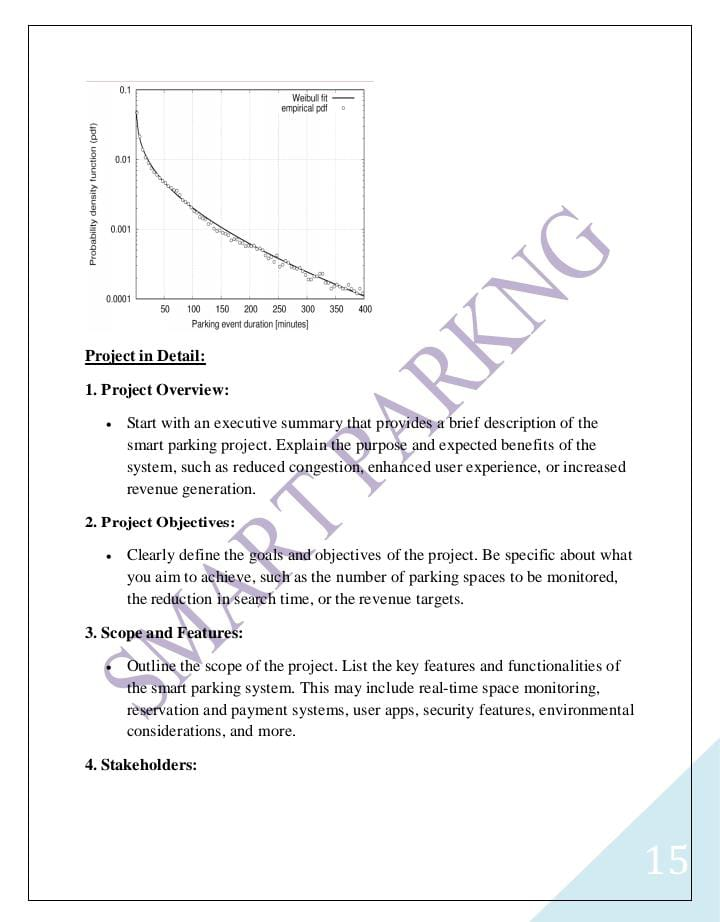 0.1
Weibull fit
empirical pdf
0.01
0.001
0.0001
Probability density function (pdf)
50 100 150 200 250 300 350 400
Parking event duration [minutes]
Project in Detail:
1. Project Overview:
• Start with an executive summary that provides a brief description of the
smart parking project. Explain the purpose and expected benefits of the
system, such as reduced congestion, enhanced user experience, or increased
revenue generation.
2. Project Objectives:
• Clearly define the goals and objectives of the project. Be specific about what
you aim to achieve, such as the number of parking spaces to be monitored,
the reduction in search time, or the revenue targets.
3. Scope and Features:
• Outline the scope of the project. List the key features and functionalities of
the smart parking system. This may include real-time space monitoring,
reservation and payment systems, user apps, security features, environmental
considerations, and more.
4. Stakeholders:
SMART PARKNG
15